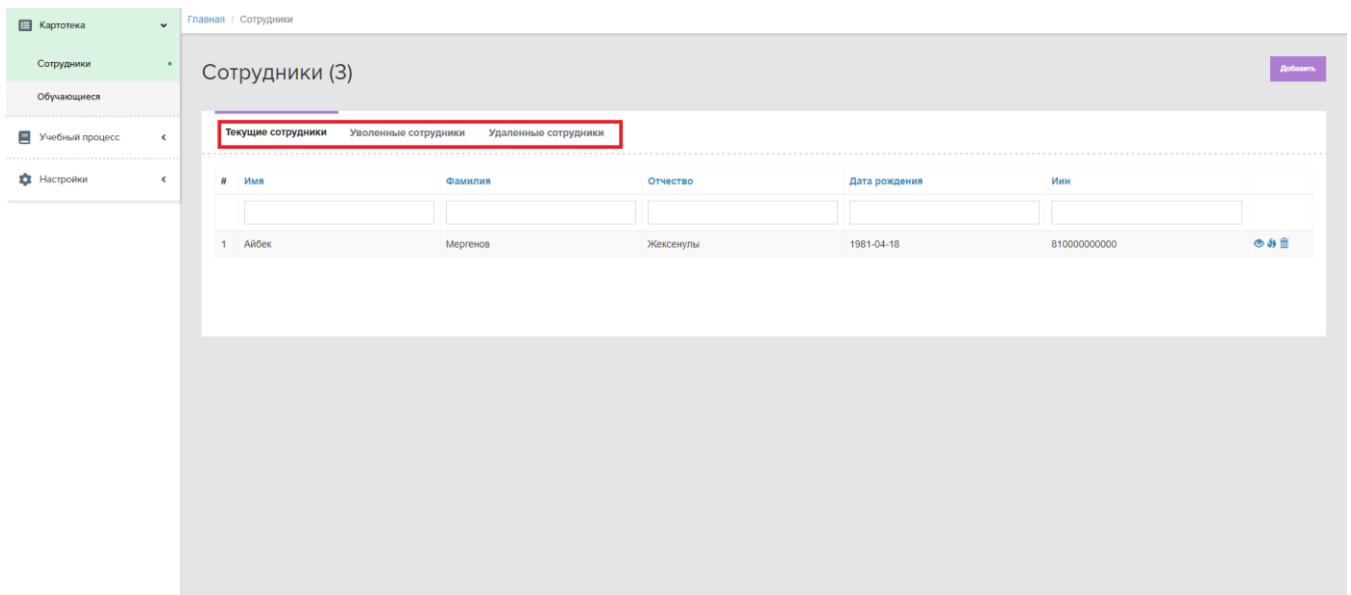 Картотека
Сотрудники
Обучающиеся
Учебный процесс
Настройки
Главная / Сотрудники
Сотрудники (3)
Добавить
Текущие сотрудники Уволенные сотрудники Удаленные сотрудники
# Имя Фамилия Отчество Дата рождения Иин
1 Айбек Мергенов Жексенулы 1981-04-18 810000000000